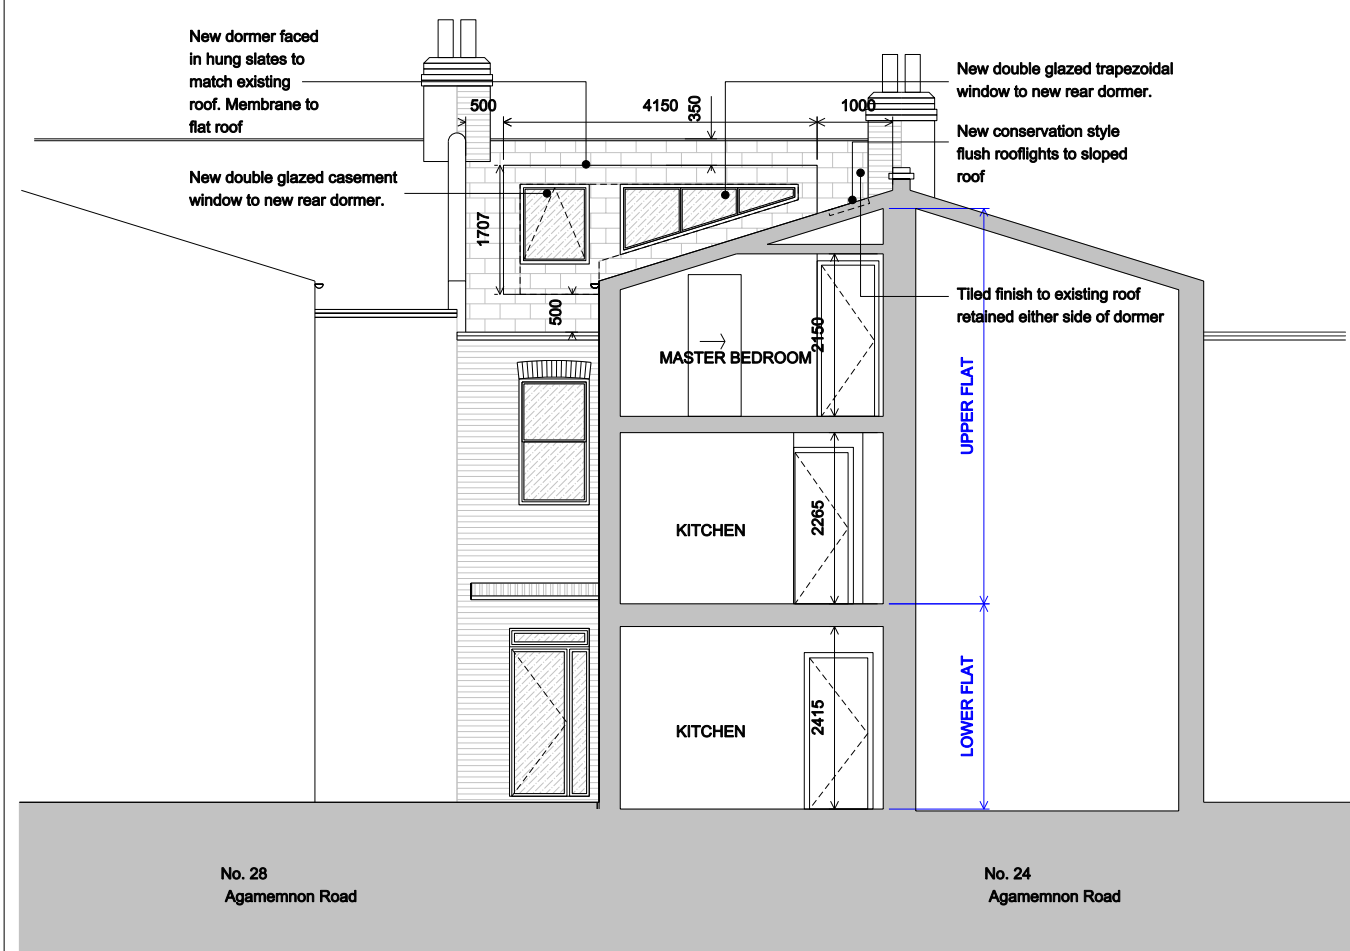 New dormer faced
in hung slates to
match existing
roof. Membrane to
flat roof
New double glazed casement
window to new rear dormer.
500
4150
350
1000
New double glazed trapezoidal
window to new rear dormer.
New conservation style
flush rooflights to sloped
roof
1707
500
Tiled finish to existing roof
retained either side of dormer
2150
MASTER BEDROOM
UPPER FLAT
2265
KITCHEN
LOWER FLAT
2415
KITCHEN
No. 28
Agamemnon Road
No. 24
Agamemnon Road